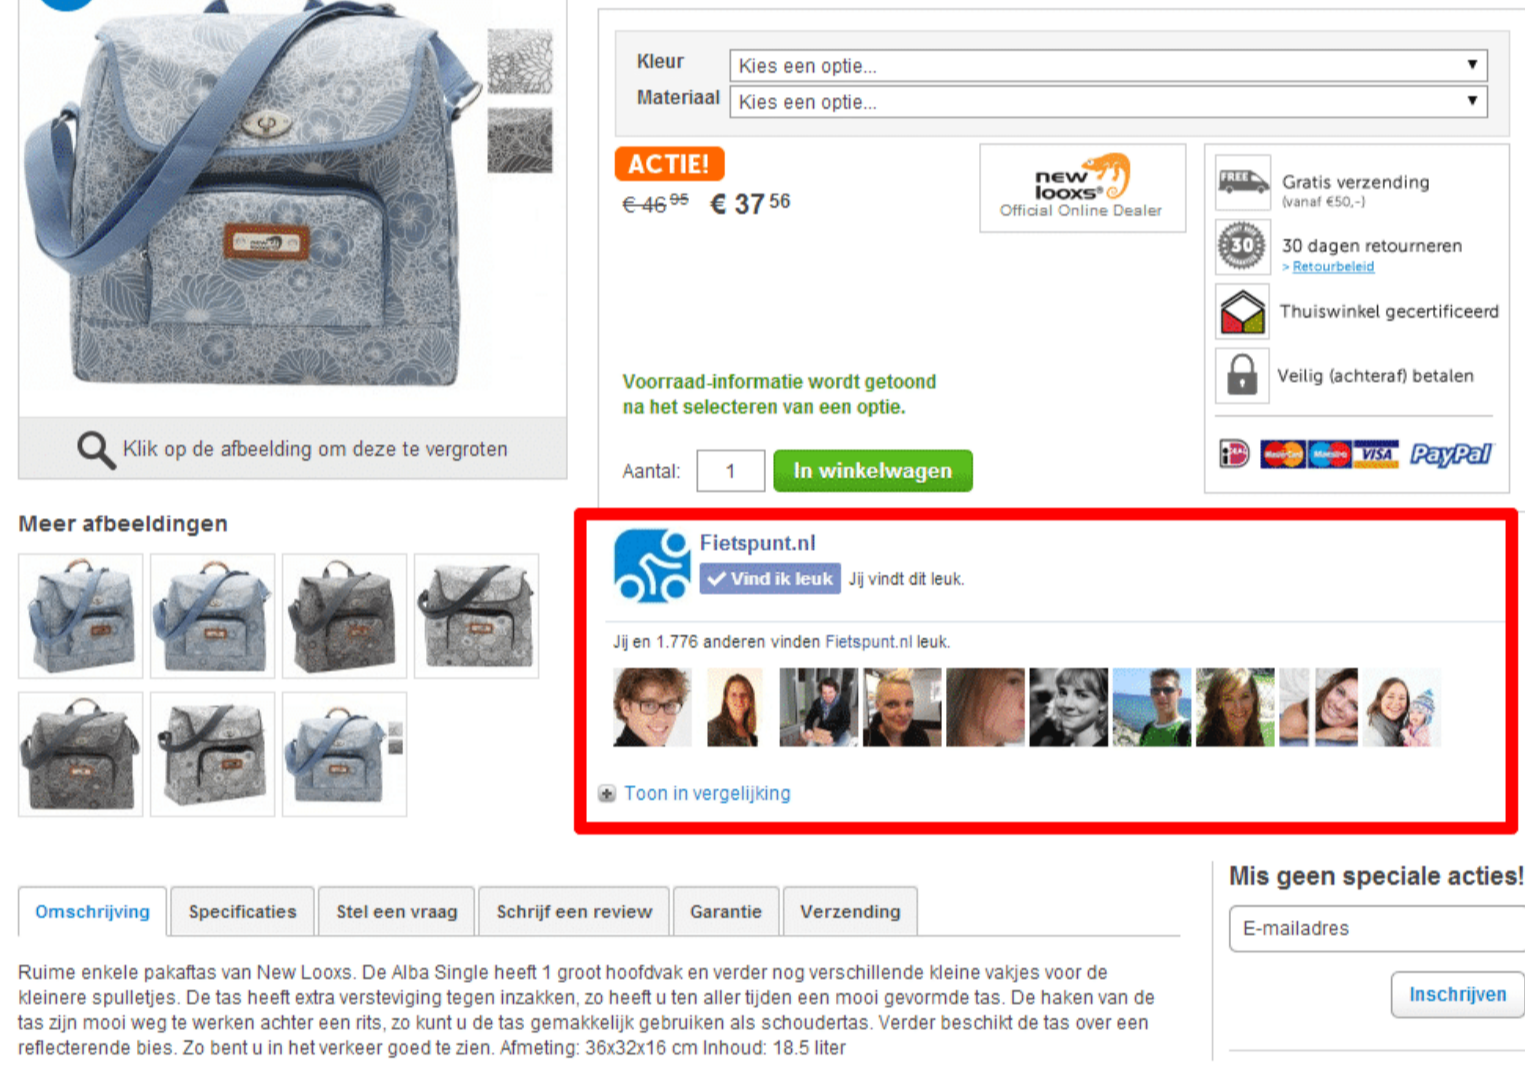 Kleur
Kies een optie...
Materiaal
Kies een optie...
ACTIE!
€ 46 95 € 37 56
new
looxs®
Official Online Dealer
FREE
Gratis verzending
(vanaf €50,-)
30
30 dagen retourneren
> Retourbeleid
Thuiswinkel gecertificeerd
Veilig (achteraf) betalen
MasterCard Maestro VISA PayPal
Voorraad-informatie wordt getoond
na het selecteren van een optie.
Aantal: 1 In winkelwagen
new
looxs
Klik op de afbeelding om deze te vergroten
Meer afbeeldingen
Fietspunt.nl
Vind ik leuk Jij vindt dit leuk.
Jij en 1.776 anderen vinden Fietspunt.nl leuk.
Toon in vergelijking
Omschrijving Specificaties Stel een vraag Schrijf een review Garantie Verzending
Ruime enkele pakaftas van New Looxs. De Alba Single heeft 1 groot hoofdvak en verder nog verschillende kleine vakjes voor de
kleinere spulletjes. De tas heeft extra versteviging tegen inzakken, zo heeft u ten aller tijden een mooi gevormde tas. De haken van de
tas zijn mooi weg te werken achter een rits, zo kunt u de tas gemakkelijk gebruiken als schoudertas. Verder beschikt de tas over een
reflecterende bies. Zo bent u in het verkeer goed te zien. Afmeting: 36x32x16 cm Inhoud: 18.5 liter
Mis geen speciale acties!
E-mailadres
Inschrijven